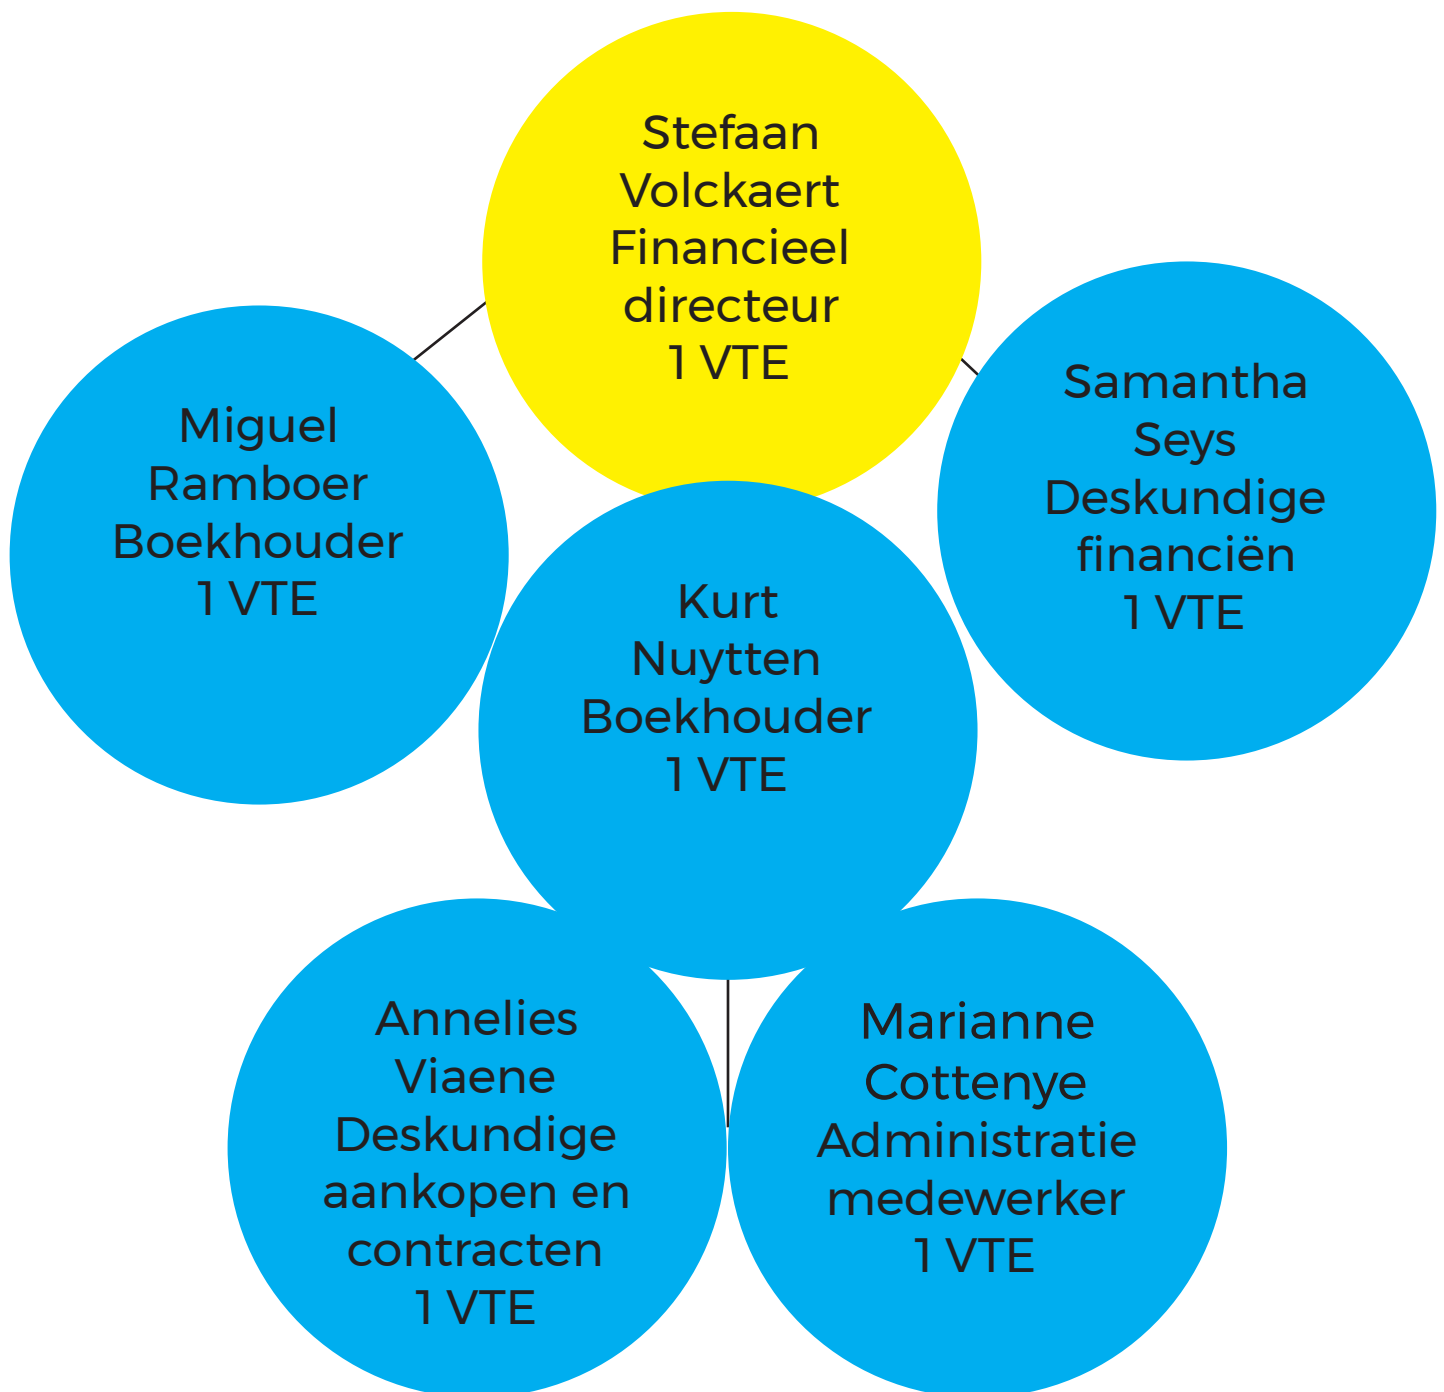 Stefaan
Volckaert
Financieel
directeur
1 VTE
Miguel
Ramboer
Boekhouder
1 VTE
Samantha
Seys
Deskundige
financiën
1 VTE
Kurt
Nuytten
Boekhouder
1 VTE
Annelies
Viaene
Deskundige
aankopen en
contracten
1 VTE
Marianne
Cottenye
Administratie
medewerker
1 VTE